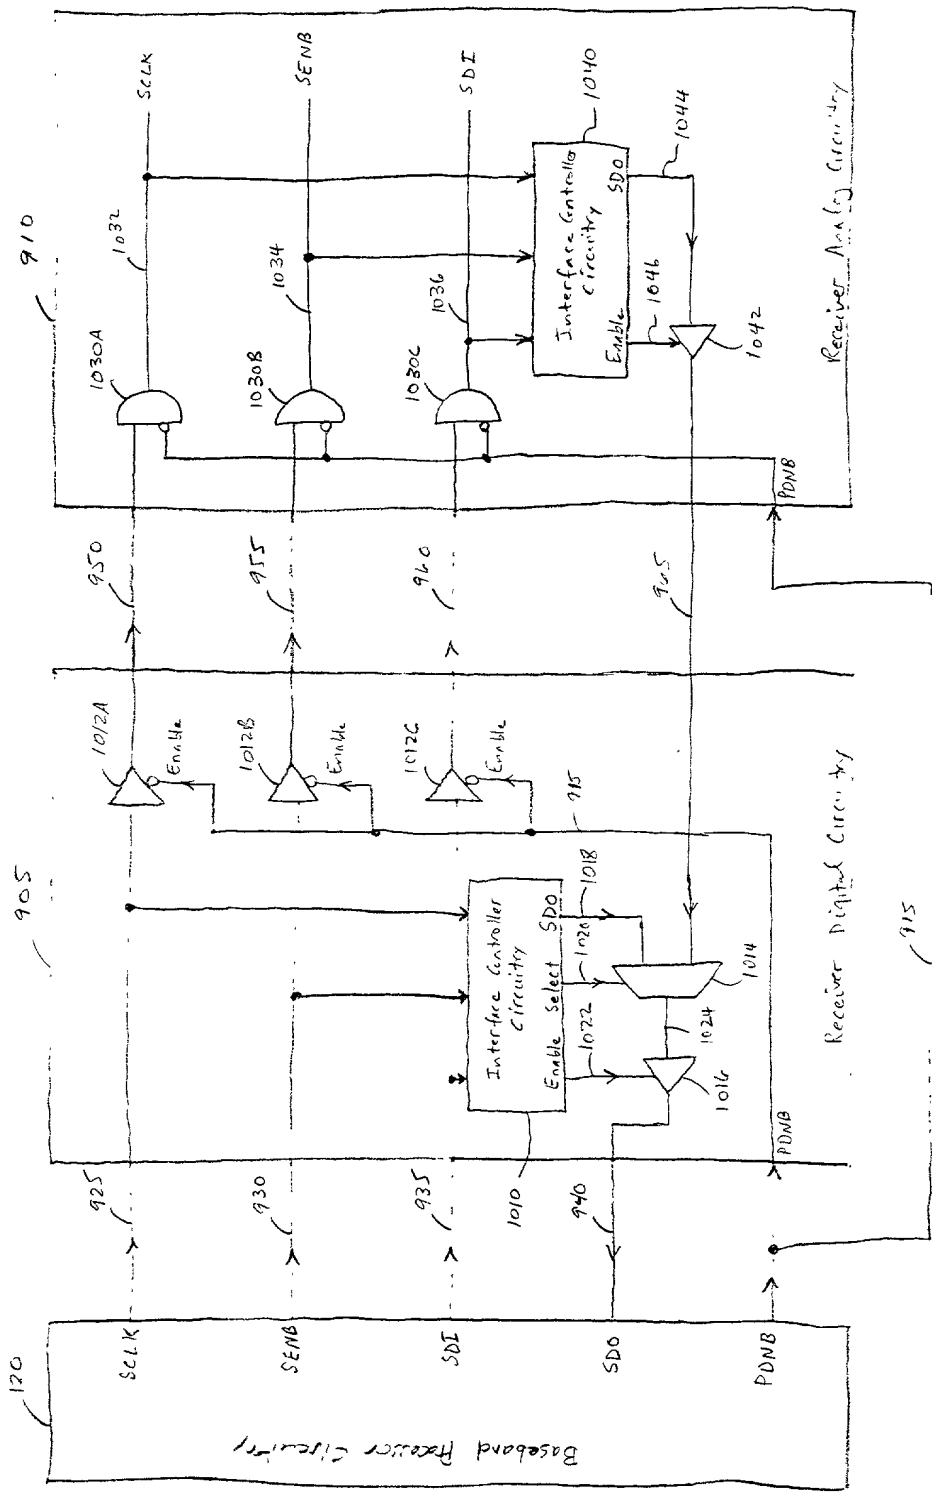 120
Baseband Processor Circuitry
SCLK
SENB
SDI
SDO
PDNB
925
930
935
940
915
905
Receiver Digital Circuitry
PDNB
1010
Interface Controller
Circuitry
Enable
Select
SDO
1022
1020
1018
1014
1024
1016
915
1012A
Enable
1012B
Enable
1012C
Enable
950
955
960
965
910
Receiver Analog Circuitry
PDNB
1030A
1030B
1030C
1032
1034
1036
SCLK
SENB
SDI
1040
Interface Controller
Circuitry
Enable
SDO
1046
1044
1042